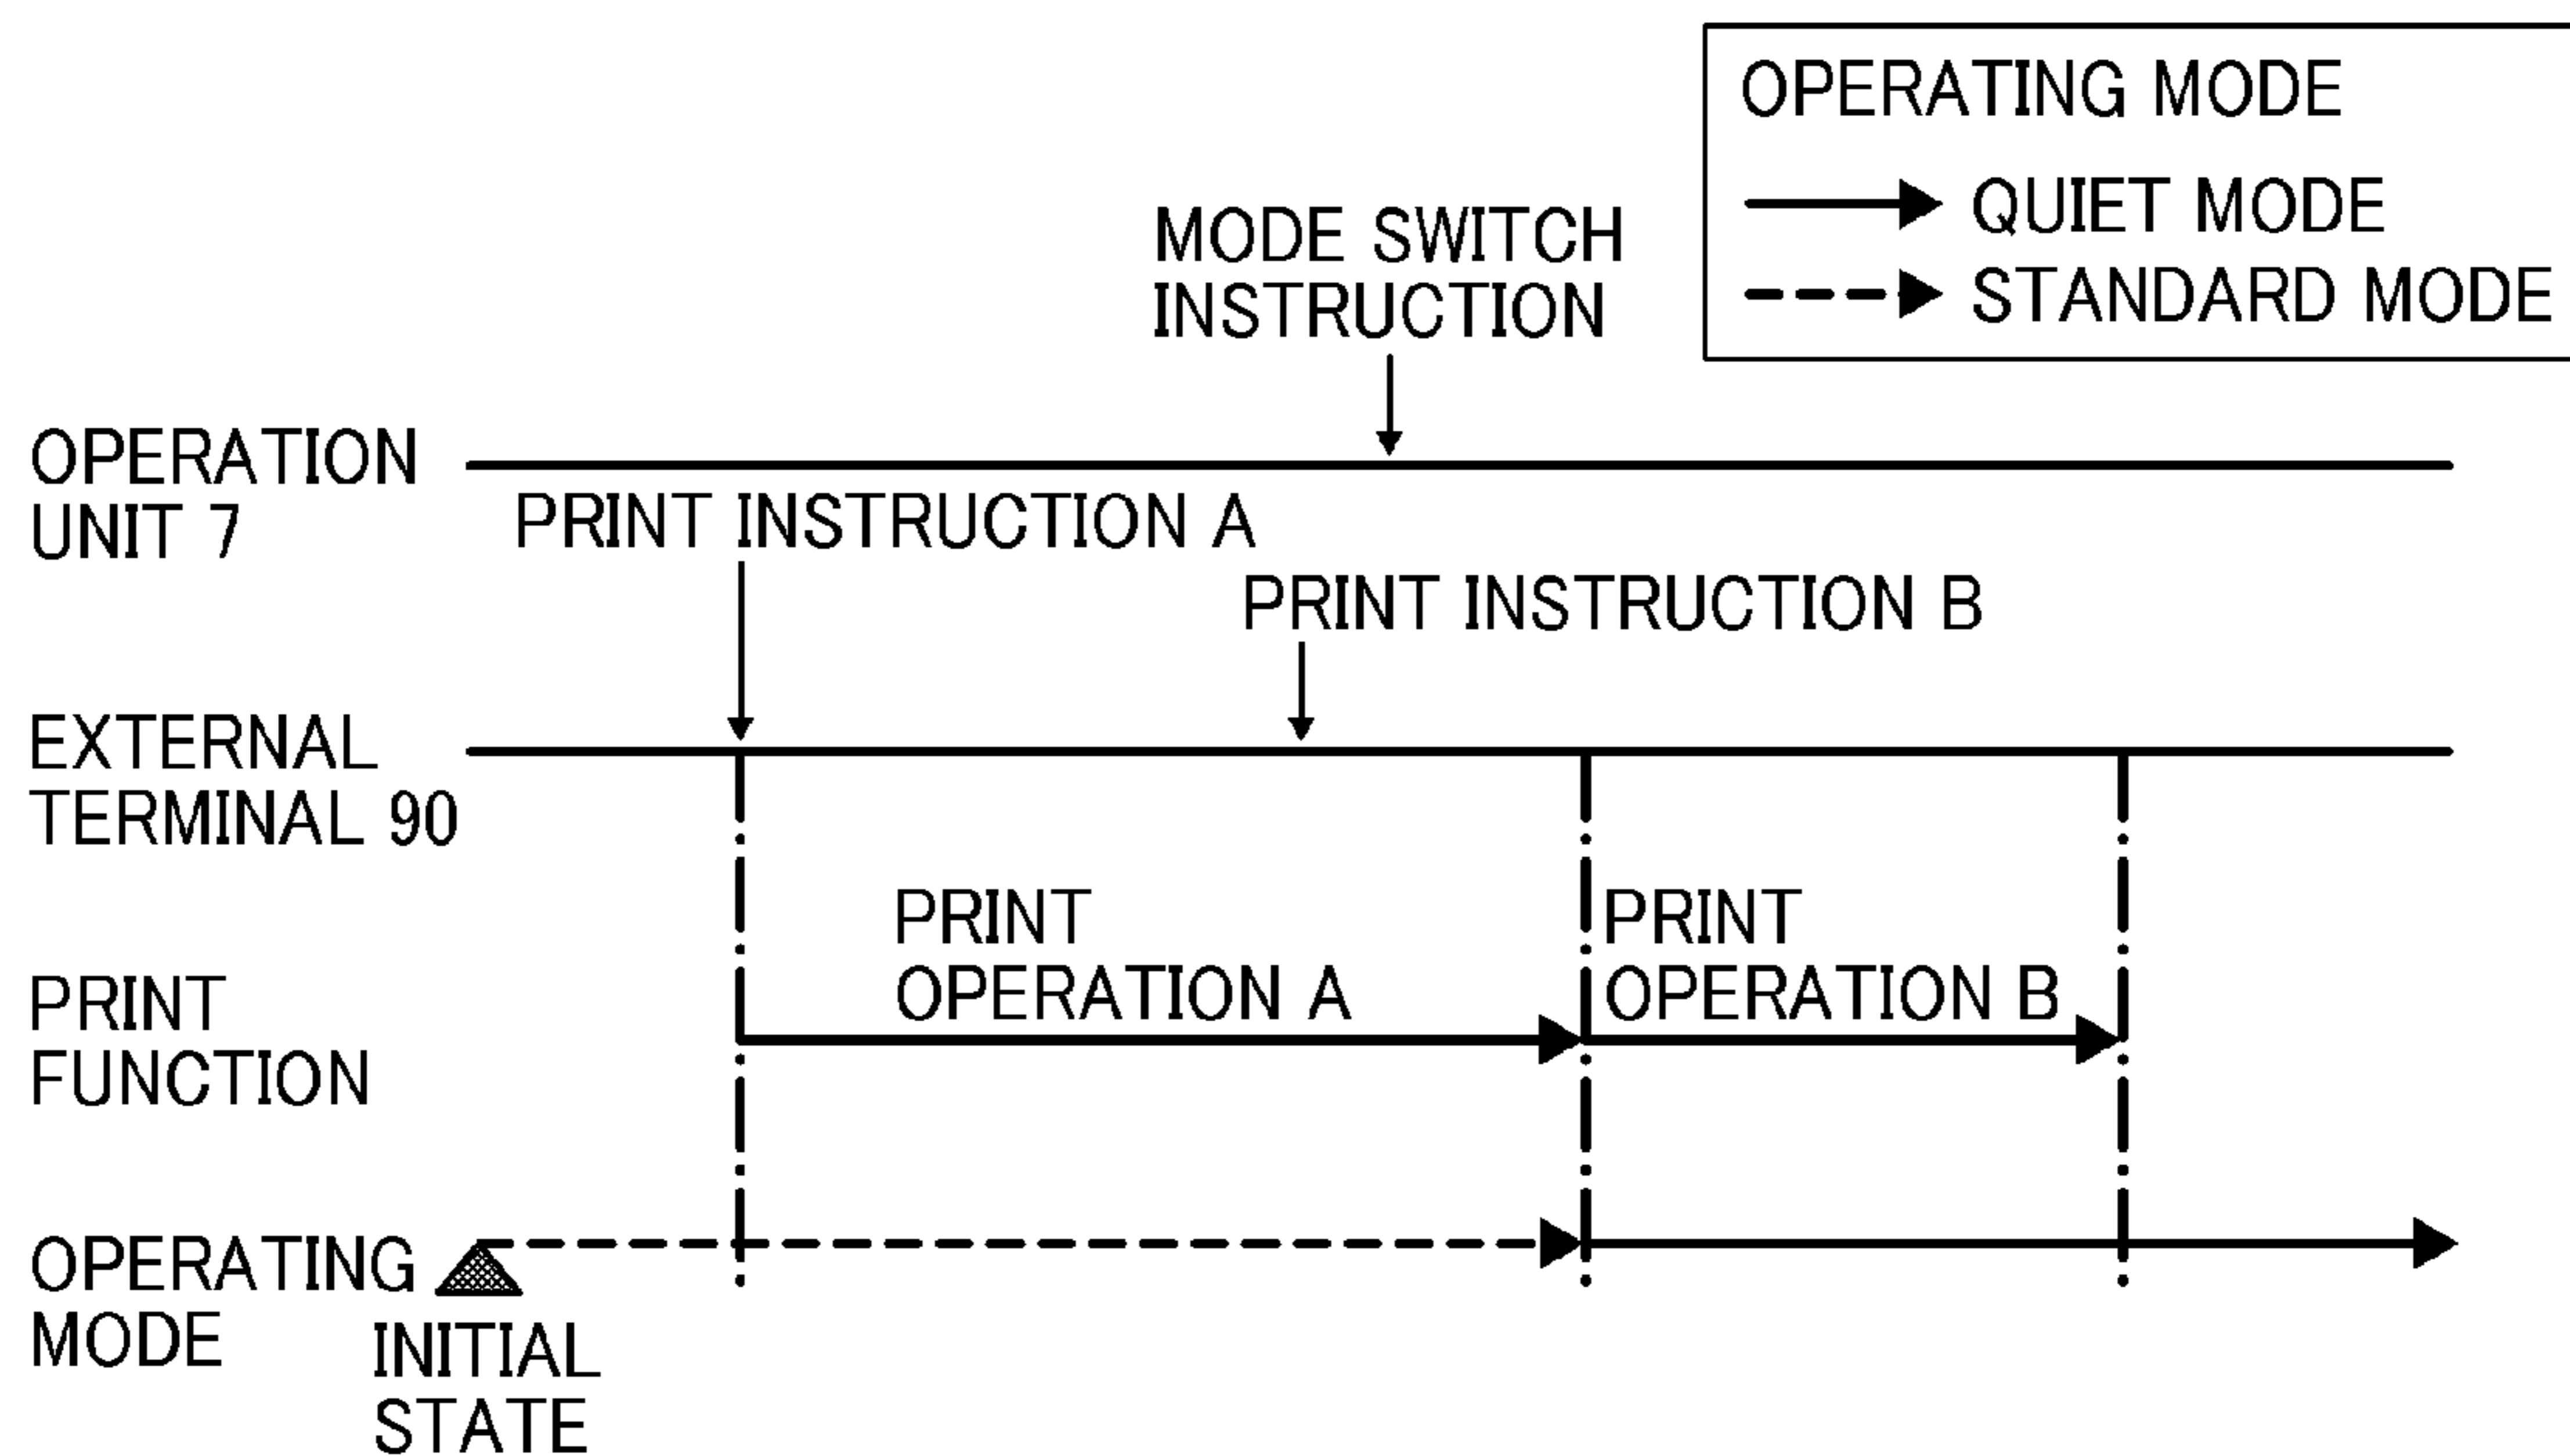 OPERATING MODE
QUIET MODE
STANDARD MODE
MODE SWITCH
INSTRUCTION
OPERATION
UNIT 7
PRINT INSTRUCTION A
PRINT INSTRUCTION B
EXTERNAL
TERMINAL 90
PRINT
OPERATION A
PRINT
OPERATION B
PRINT
FUNCTION
OPERATING
MODE
INITIAL
STATE